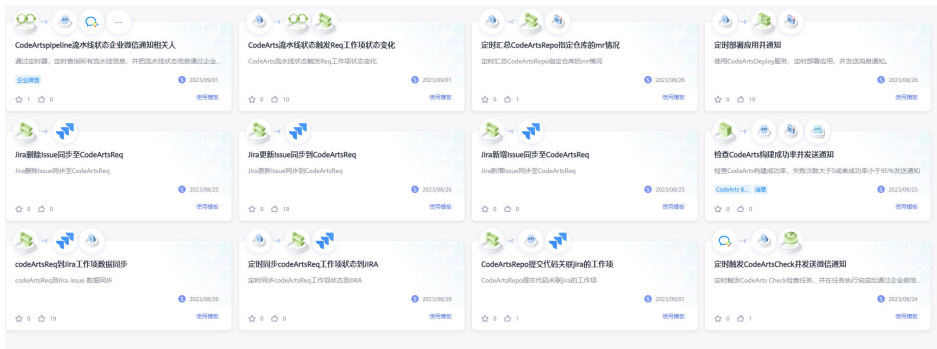 CodeArtspipeline流水线状态企业微信通知相关人
通过定时器，定时查询所有流水线信息，并把流水线状态信息通过企业...
企业微信
2023/09/01
1 0 使用模板
CodeArts流水线状态触发Req工作项状态变化
CodeArts流水线状态触发Req工作项状态变化
2023/09/01
0 10 使用模板
定时汇总CodeArtsRepo指定仓库的mr情况
定时汇总CodeArtsRepo指定仓库的mr情况
2023/08/26
0 1 使用模板
定时部署应用并通知
使用CodeArtsDeploy服务，定时部署应用，并发送消息通知。
2023/08/26
0 19 使用模板
Jira删除Issue同步至CodeArtsReq
Jira删除Issue同步至CodeArtsReq
2023/08/25
0 0 使用模板
Jira更新Issue同步到CodeArtsReq
Jira更新Issue同步到CodeArtsReq
2023/08/26
0 19 使用模板
Jira新增Issue同步至CodeArtsReq
Jira新增Issue同步至CodeArtsReq
2023/08/25
0 0 使用模板
检查CodeArts构建成功率并发送通知
检查CodeArts构建成功率，失败次数大于5或者成功率小于95%发送通知
CodeArts B... 消息
2023/08/25
0 0 使用模板
codeArtsReq到Jira工作项数据同步
codeArtsReq到Jira issue 数据同步
2023/08/26
0 19 使用模板
定时同步codeArtsReq工作项状态到JIRA
定时同步codeArtsReq工作项状态到JIRA
2023/08/26
0 0 使用模板
CodeArtsRepo提交代码关联jira的工作项
CodeArtsRepo提交代码关联jira的工作项
2023/09/01
0 1 使用模板
定时触发CodeArtsCheck并发送微信通知
定时触发CodeArts Check检查任务，并在任务执行完成后通过企业微信...
2023/08/24
0 1 使用模板